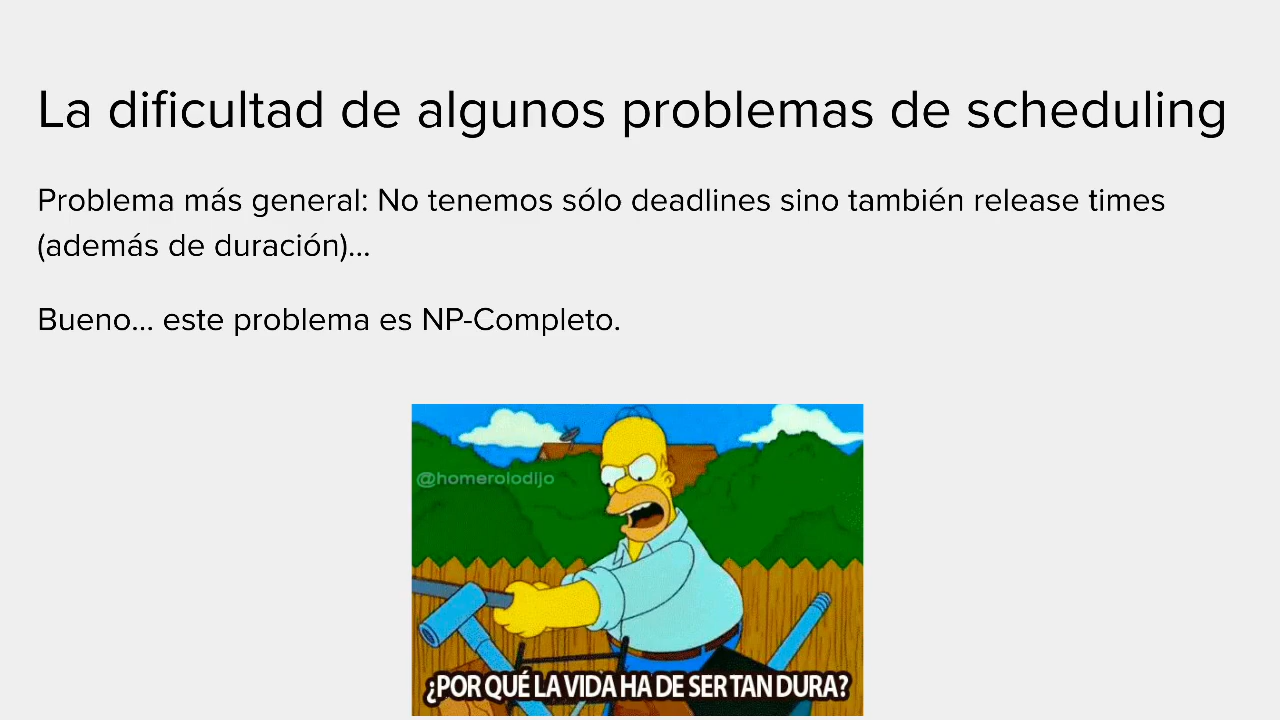 La dificultad de algunos problemas de scheduling
Problema más general: No tenemos sólo deadlines sino también release times
(además de duración)...
Bueno... este problema es NP-Completo.
@homerolodijo
¿POR QUÉ LA VIDA HA DE SER TAN DURA?